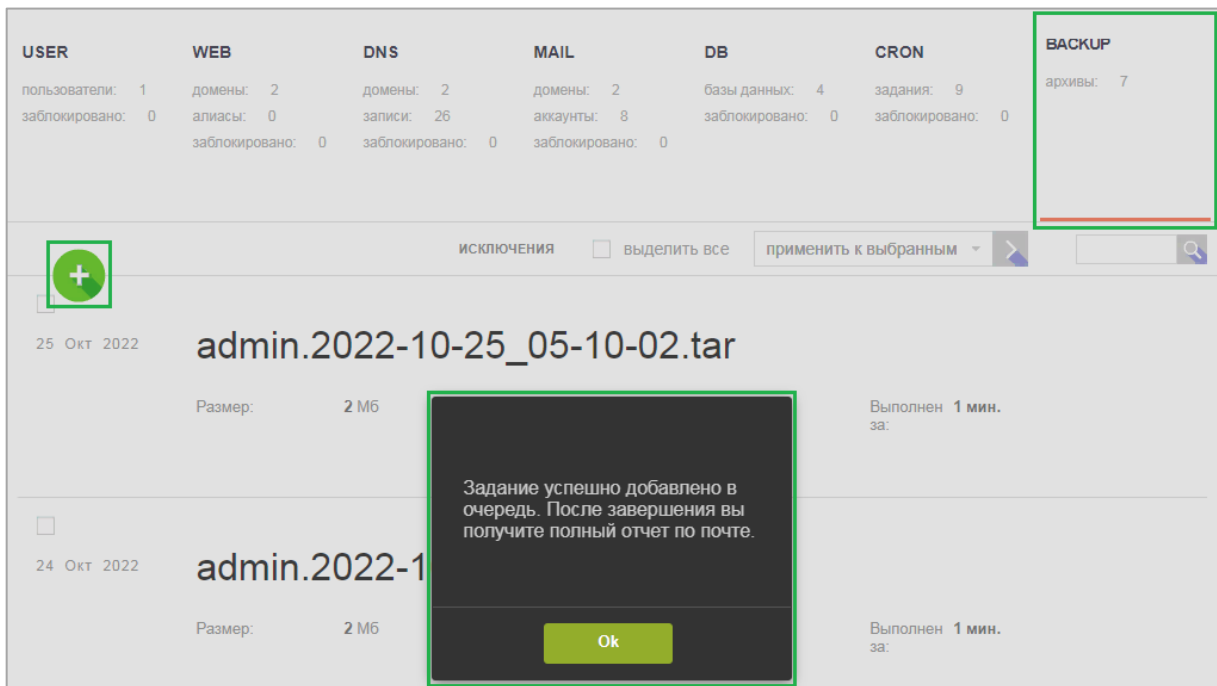 USER
пользователи: 1
заблокировано: 0
WEB
домены: 2
алиасы: 0
заблокировано: 0
DNS
домены: 2
записи: 26
заблокировано: 0
MAIL
домены: 2
аккаунты: 8
заблокировано: 0
DB
базы данных: 4
заблокировано: 0
CRON
задания: 9
заблокировано: 0
BACKUP
архивы: 7
+
ИСКЛЮЧЕНИЯ выделить все применить к выбранным
25 Окт 2022 admin.2022-10-25_05-10-02.tar
Размер: 2 Мб
Выполнен 1 мин.
за:
Задание успешно добавлено в
очередь. После завершения вы
получите полный отчет по почте.
Ok
24 Окт 2022 admin.2022-1
Размер: 2 Мб
Выполнен 1 мин.
за: